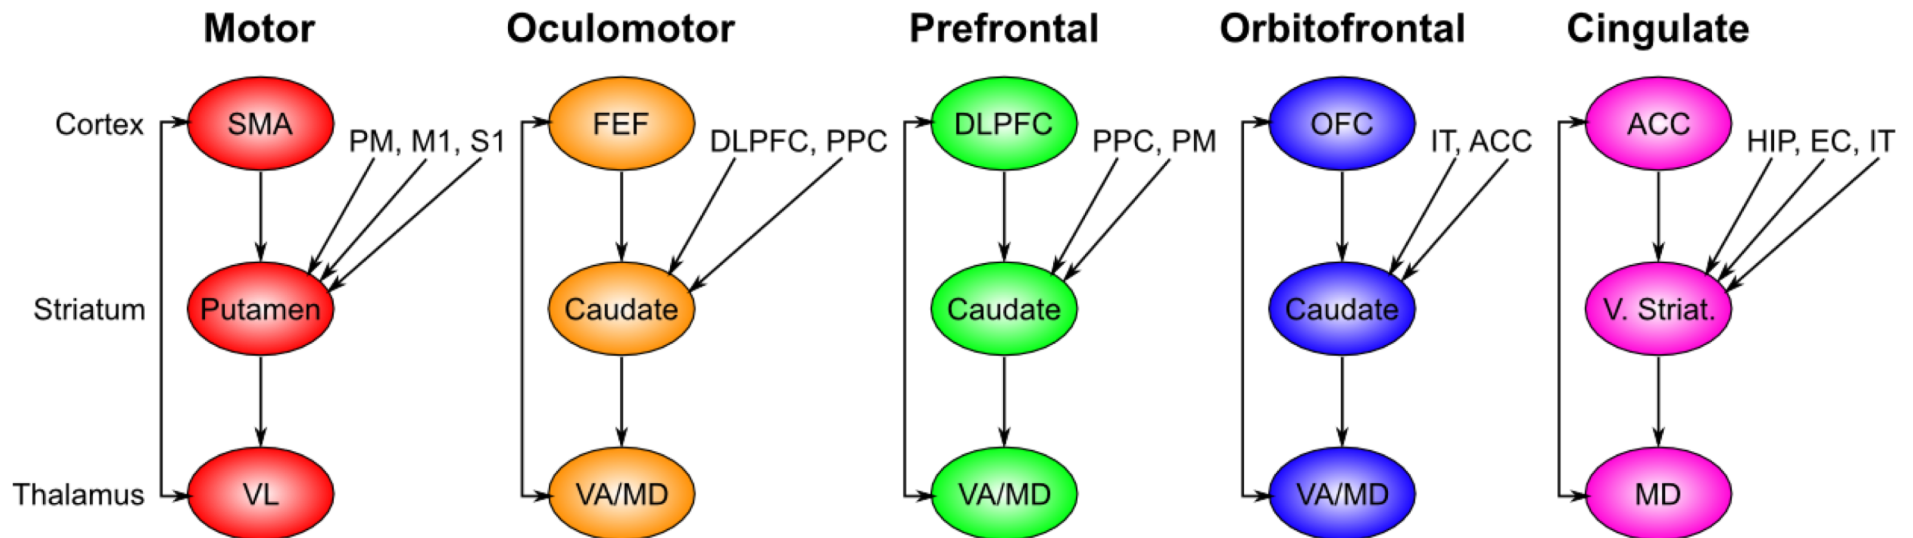 Motor Oculomotor Prefrontal Orbitofrontal Cingulate
Cortex SMA FEF DLPFC OFC ACC
PM, M1, S1 DLPFC, PPC PPC, PM IT, ACC HIP, EC, IT
Striatum Putamen Caudate Caudate Caudate V. Striat.
Thalamus VL VA/MD VA/MD VA/MD MD